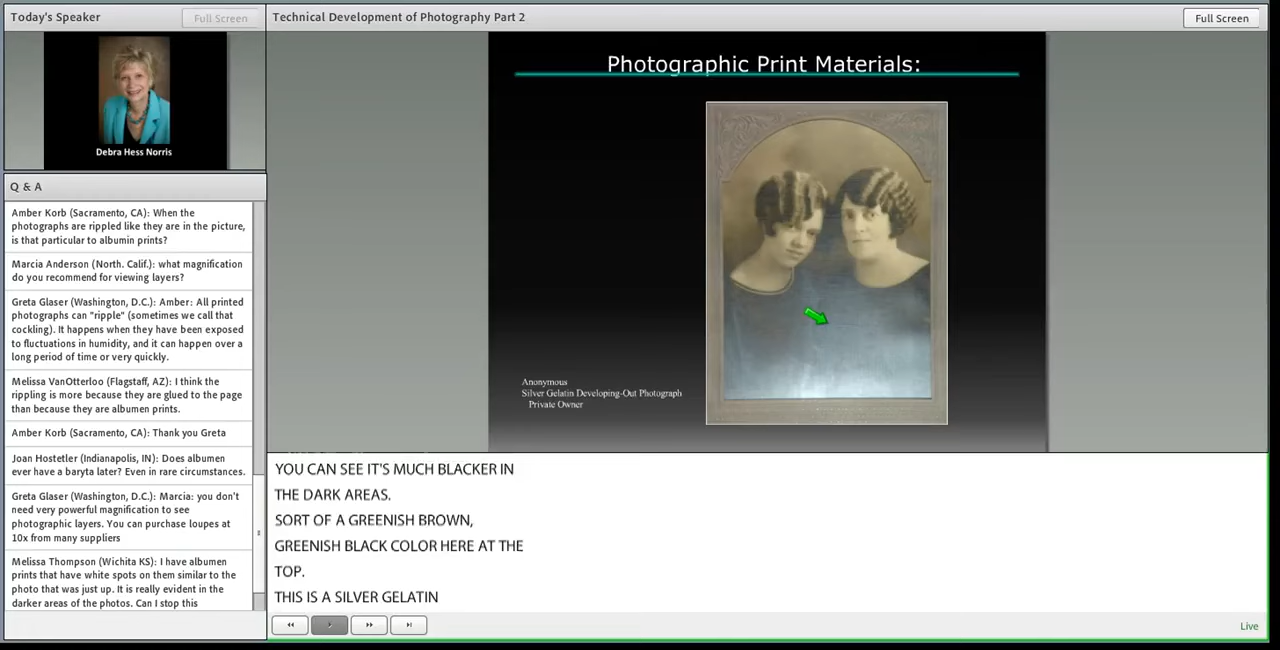 Today's Speaker
Full Screen
Debra Hess Norris
Q & A
Amber Korb (Sacramento, CA): When the
photographs are rippled like they are in the picture,
is that particular to albumin prints?
Marcia Anderson (North. Calif.): what magnification
do you recommend for viewing layers?
Greta Glaser (Washington, D.C.): Amber: All printed
photographs can "ripple" (sometimes we call that
cockling). It happens when they have been exposed
to fluctuations in humidity, and it can happen over a
long period of time or very quickly.
Melissa VanOtterloo (Flagstaff, AZ): I think the
rippling is more because they are glued to the page
than because they are albumen prints.
Amber Korb (Sacramento, CA): Thank you Greta
Joan Hostetler (Indianapolis, IN): Does albumen
ever have a baryta later? Even in rare circumstances.
Greta Glaser (Washington, D.C.): Marcia: you don't
need very powerful magnification to see
photographic layers. You can purchase loupes at
10x from many suppliers
Melissa Thompson (Wichita KS): I have albumen
prints that have white spots on them similar to the
photo that was just up. It is really evident in the
darker areas of the photos. Can I stop this
Technical Development of Photography Part 2
Full Screen
Photographic Print Materials:
Anonymous
Silver Gelatin Developing-Out Photograph
Private Owner
YOU CAN SEE IT'S MUCH BLACKER IN
THE DARK AREAS.
SORT OF A GREENISH BROWN,
GREENISH BLACK COLOR HERE AT THE
TOP.
THIS IS A SILVER GELATIN
Live